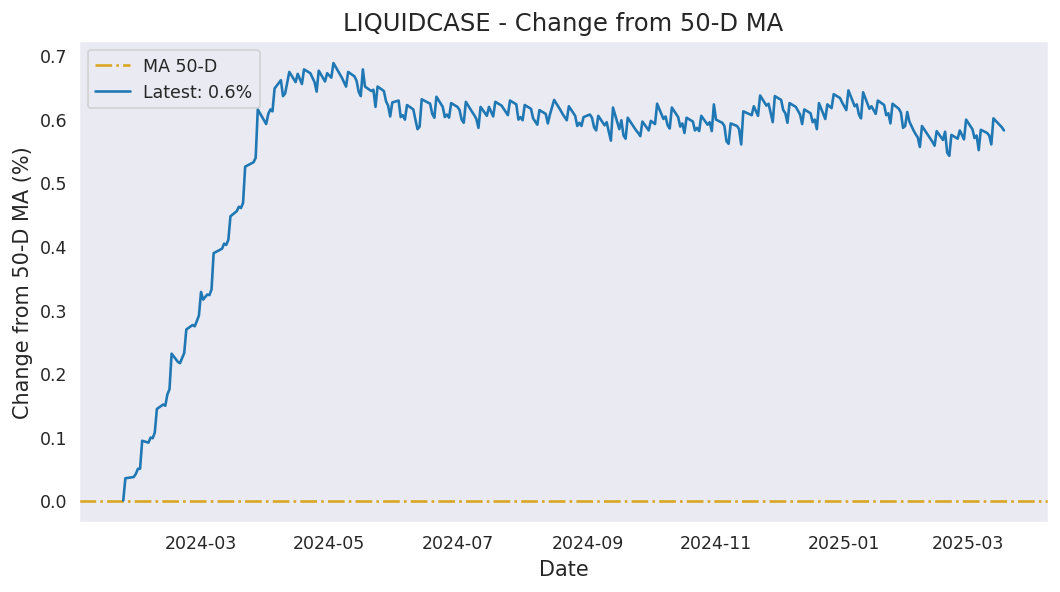 LIQUIDCASE - Change from 50-D MA
MA 50-D
Latest: 0.6%
Change from 50-D MA (%)
0.7
0.6
0.5
0.4
0.3
0.2
0.1
0.0
2024-03 2024-05 2024-07 2024-09 2024-11 2025-01 2025-03
Date